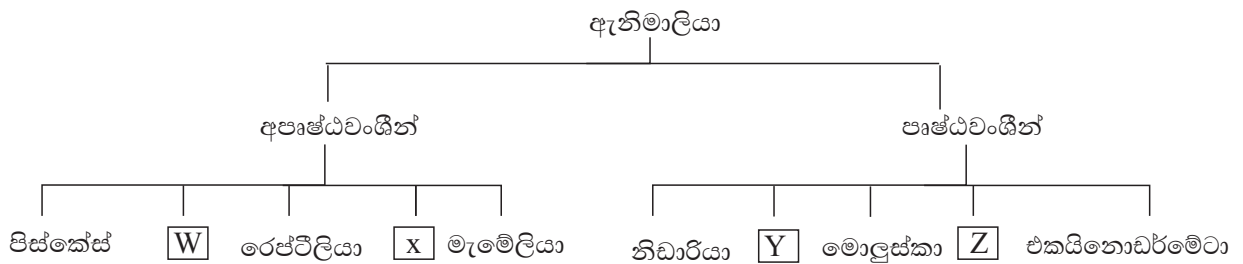 ඇනිමාලියා
අපෘෂ්ඨවංශීන් පෘෂ්ඨවංශීන්
පිස්කේස් W රෙප්ටීලියා x මැමේලියා නිඩාරියා Y මොලුස්කා Z එකයිනොඩර්මේටා